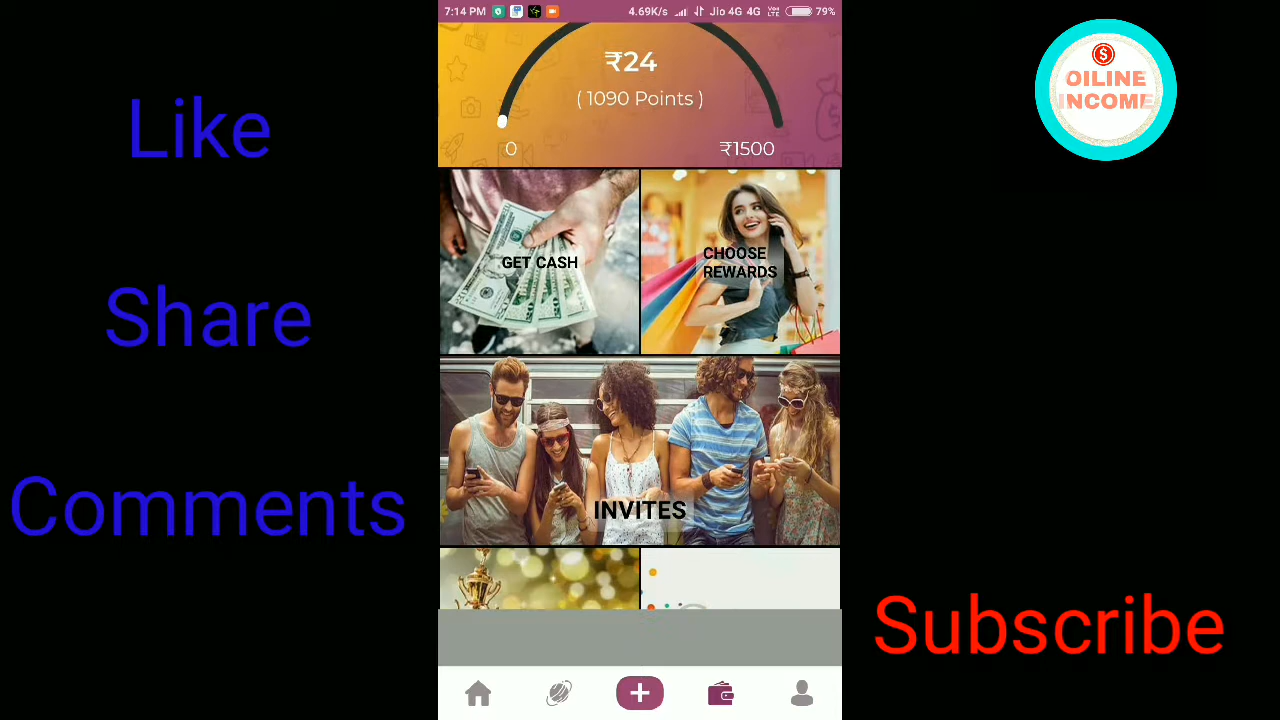 Like
Share
Comments
7:14 PM
4.69K/s
Jio 4G 4G
VoLTE
79%
₹24
( 1090 Points )
0
₹1500
GET CASH
CHOOSE
REWARDS
INVITES
$
OILINE
INCOME
Subscribe